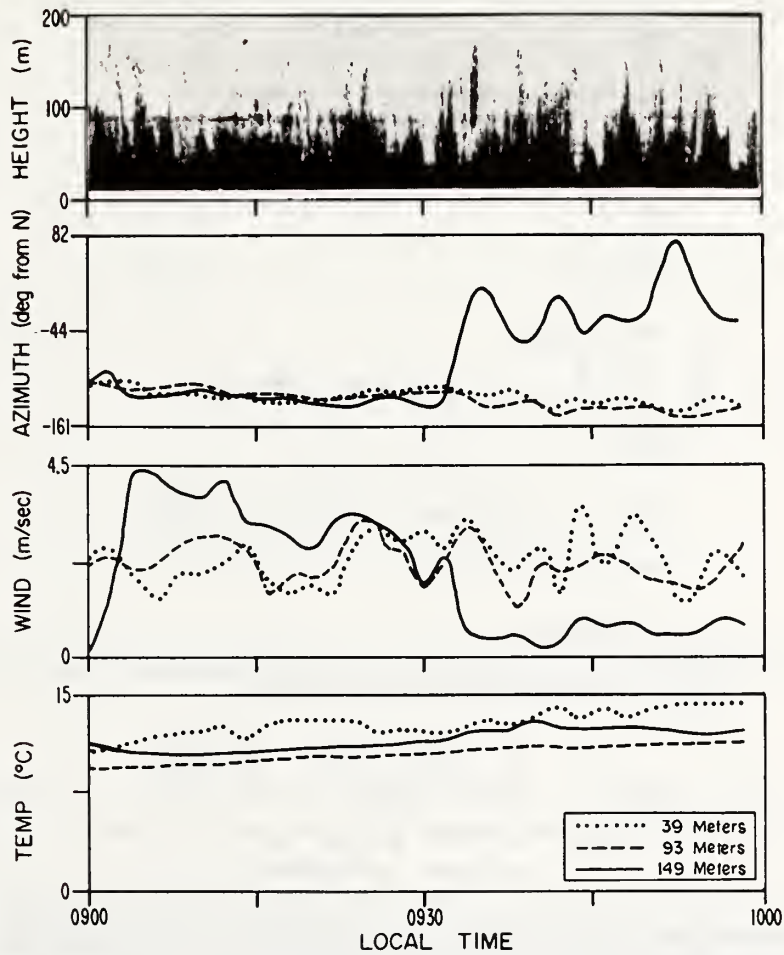 200
100
0
HEIGHT (m)
82
-44
-161
AZIMUTH (deg from N)
4.5
0
WIND (m/sec)
15
0
TEMP (°C)
39 Meters
93 Meters
149 Meters
0900
0930
1000
LOCAL TIME